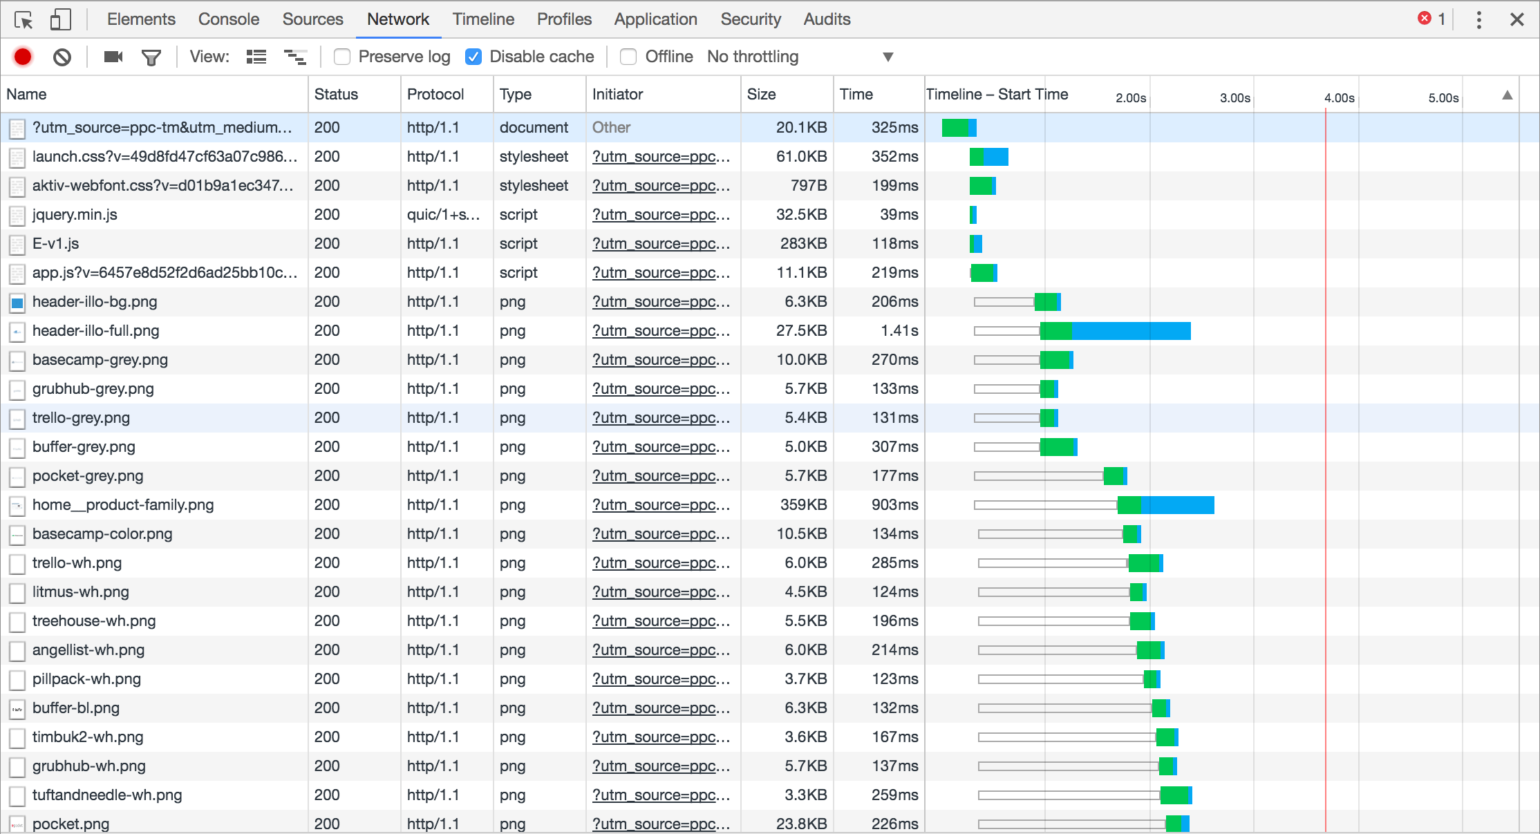 Elements Console Sources Network Timeline Profiles Application Security Audits 1
View: Preserve log Disable cache Offline No throttling
Name Status Protocol Type Initiator Size Time Timeline – Start Time 2.00s 3.00s 4.00s 5.00s
?utm_source=ppc-tm&utm_medium... 200 http/1.1 document Other 20.1KB 325ms
launch.css?v=49d8fd47cf63a07c986... 200 http/1.1 stylesheet ?utm_source=ppc... 61.0KB 352ms
aktiv-webfont.css?v=d01b9a1ec347... 200 http/1.1 stylesheet ?utm_source=ppc... 797B 199ms
jquery.min.js 200 quic/1+s... script ?utm_source=ppc... 32.5KB 39ms
E-v1.js 200 http/1.1 script ?utm_source=ppc... 283KB 118ms
app.js?v=6457e8d52f2d6ad25bb10c... 200 http/1.1 script ?utm_source=ppc... 11.1KB 219ms
header-illo-bg.png 200 http/1.1 png ?utm_source=ppc... 6.3KB 206ms
header-illo-full.png 200 http/1.1 png ?utm_source=ppc... 27.5KB 1.41s
basecamp-grey.png 200 http/1.1 png ?utm_source=ppc... 10.0KB 270ms
grubhub-grey.png 200 http/1.1 png ?utm_source=ppc... 5.7KB 133ms
trello-grey.png 200 http/1.1 png ?utm_source=ppc... 5.4KB 131ms
buffer-grey.png 200 http/1.1 png ?utm_source=ppc... 5.0KB 307ms
pocket-grey.png 200 http/1.1 png ?utm_source=ppc... 5.7KB 177ms
home__product-family.png 200 http/1.1 png ?utm_source=ppc... 359KB 903ms
basecamp-color.png 200 http/1.1 png ?utm_source=ppc... 10.5KB 134ms
trello-wh.png 200 http/1.1 png ?utm_source=ppc... 6.0KB 285ms
litmus-wh.png 200 http/1.1 png ?utm_source=ppc... 4.5KB 124ms
treehouse-wh.png 200 http/1.1 png ?utm_source=ppc... 5.5KB 196ms
angellist-wh.png 200 http/1.1 png ?utm_source=ppc... 6.0KB 214ms
pillpack-wh.png 200 http/1.1 png ?utm_source=ppc... 3.7KB 123ms
buffer-bl.png 200 http/1.1 png ?utm_source=ppc... 6.3KB 132ms
timbuk2-wh.png 200 http/1.1 png ?utm_source=ppc... 3.6KB 167ms
grubhub-wh.png 200 http/1.1 png ?utm_source=ppc... 5.7KB 137ms
tuftandneedle-wh.png 200 http/1.1 png ?utm_source=ppc... 3.3KB 259ms
pocket.png 200 http/1.1 png ?utm_source=ppc... 23.8KB 226ms